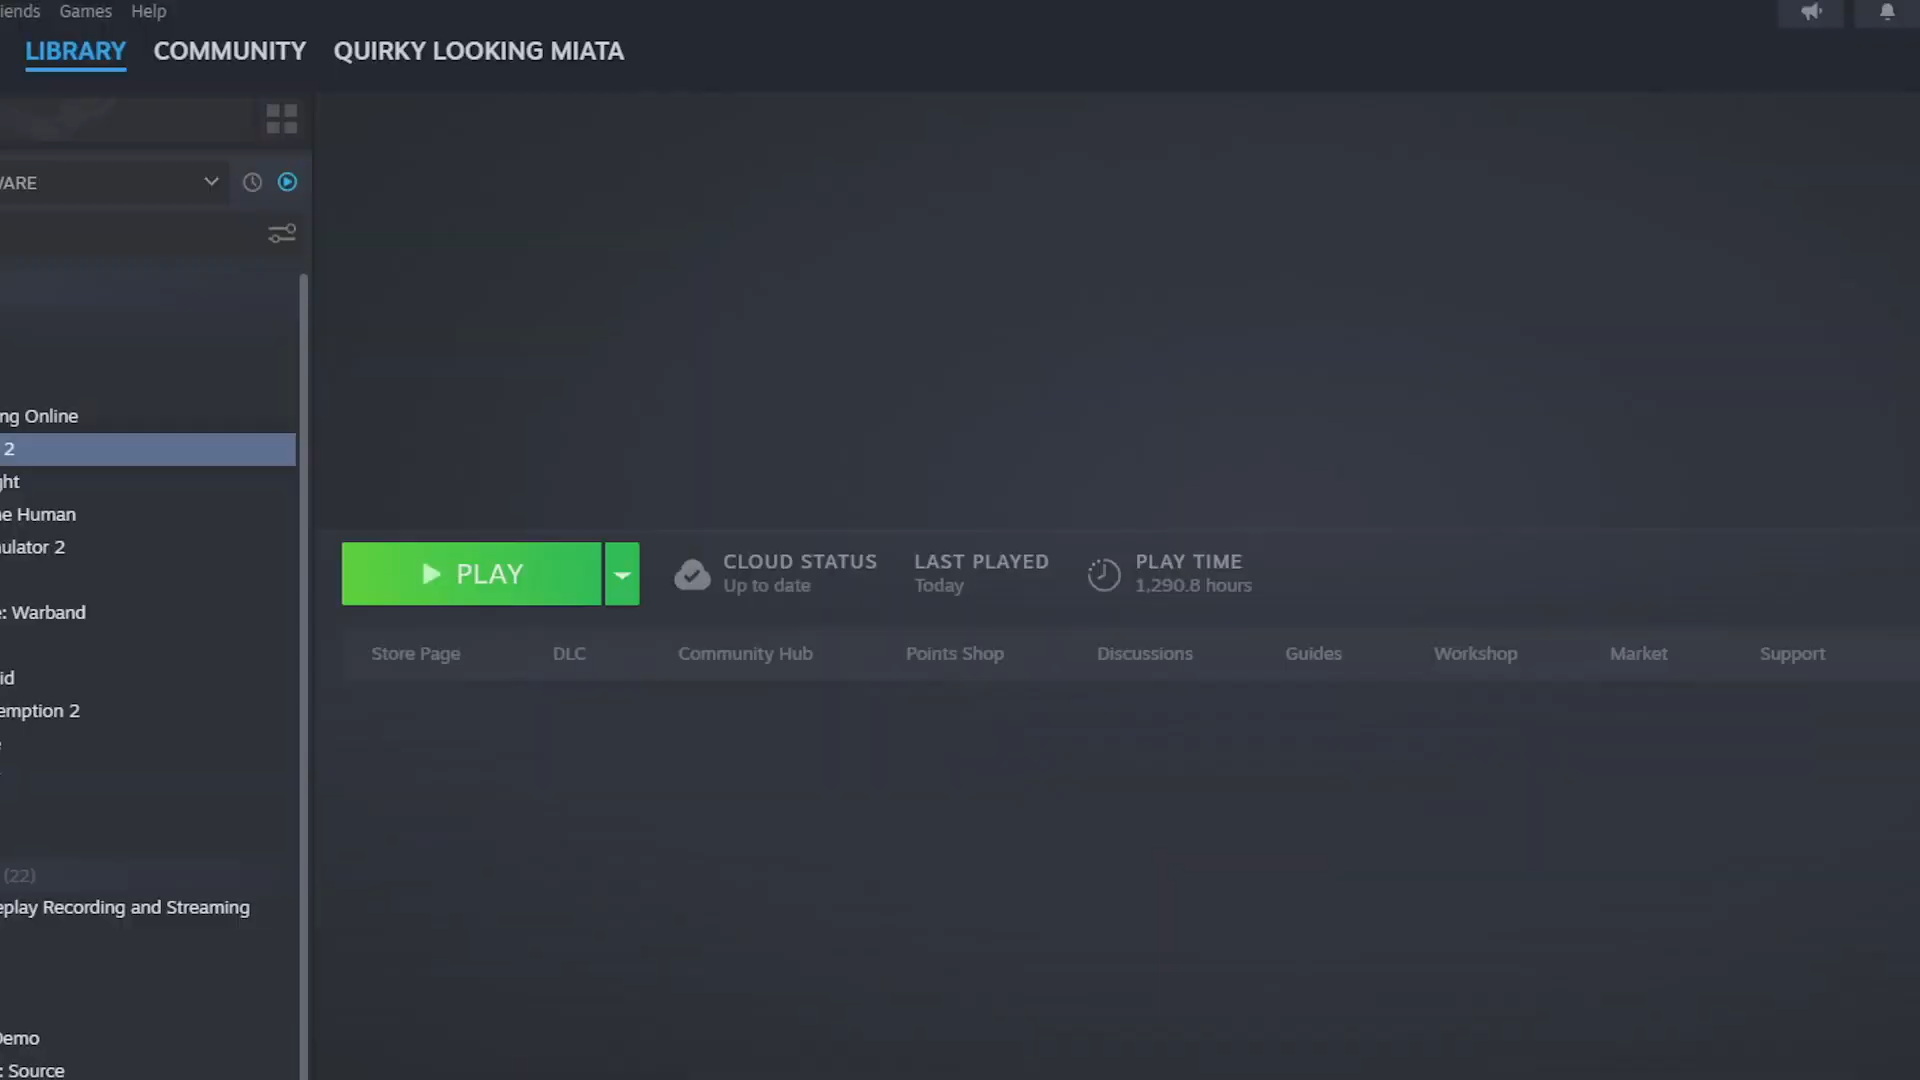 iends Games Help
LIBRARY COMMUNITY QUIRKY LOOKING MIATA
WARE
ng Online
2
ght
ne Human
ulator 2
: Warband
id
emption 2
PLAY
CLOUD STATUS
Up to date
LAST PLAYED
Today
PLAY TIME
1,290.8 hours
Store Page DLC Community Hub Points Shop Discussions Guides Workshop Market Support
(22)
eplay Recording and Streaming
Demo
: Source